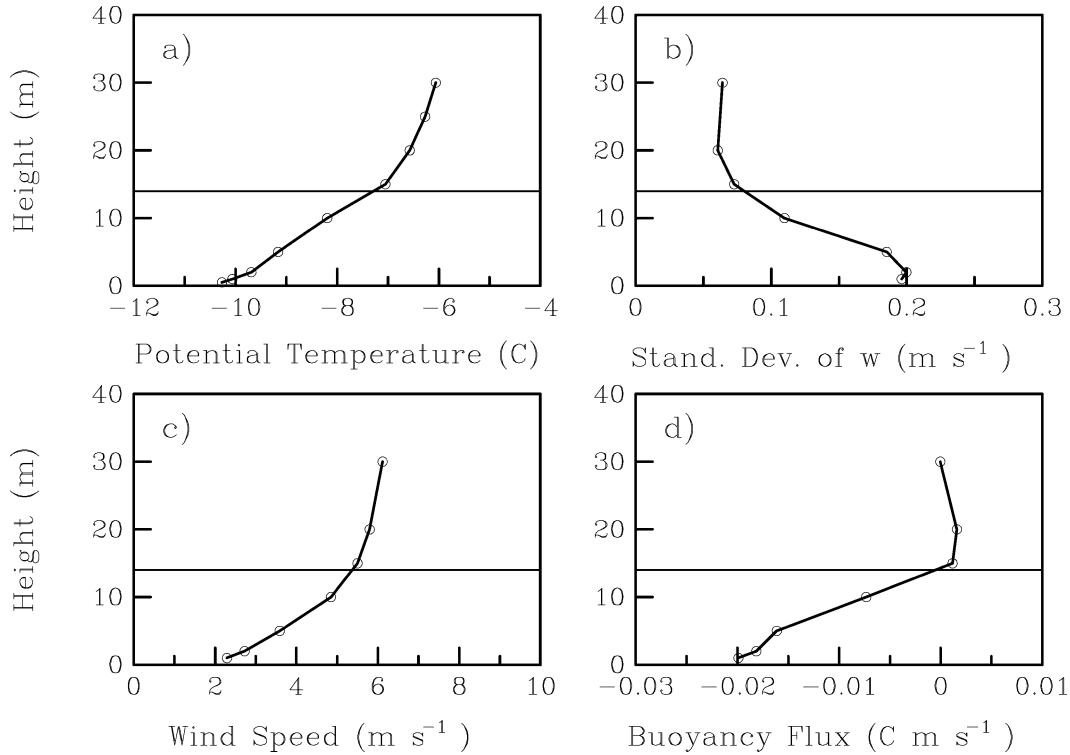 40
a)
30
20
10
0
−12 −10 −8 −6 −4
Height (m)
Potential Temperature (C)
40
b)
30
20
10
0
0 0.1 0.2 0.3
Stand. Dev. of w (m s⁻¹)
40
c)
30
20
10
0
0 2 4 6 8 10
Height (m)
Wind Speed (m s⁻¹)
40
d)
30
20
10
0
−0.03 −0.02 −0.01 0 0.01
Buoyancy Flux (C m s⁻¹)